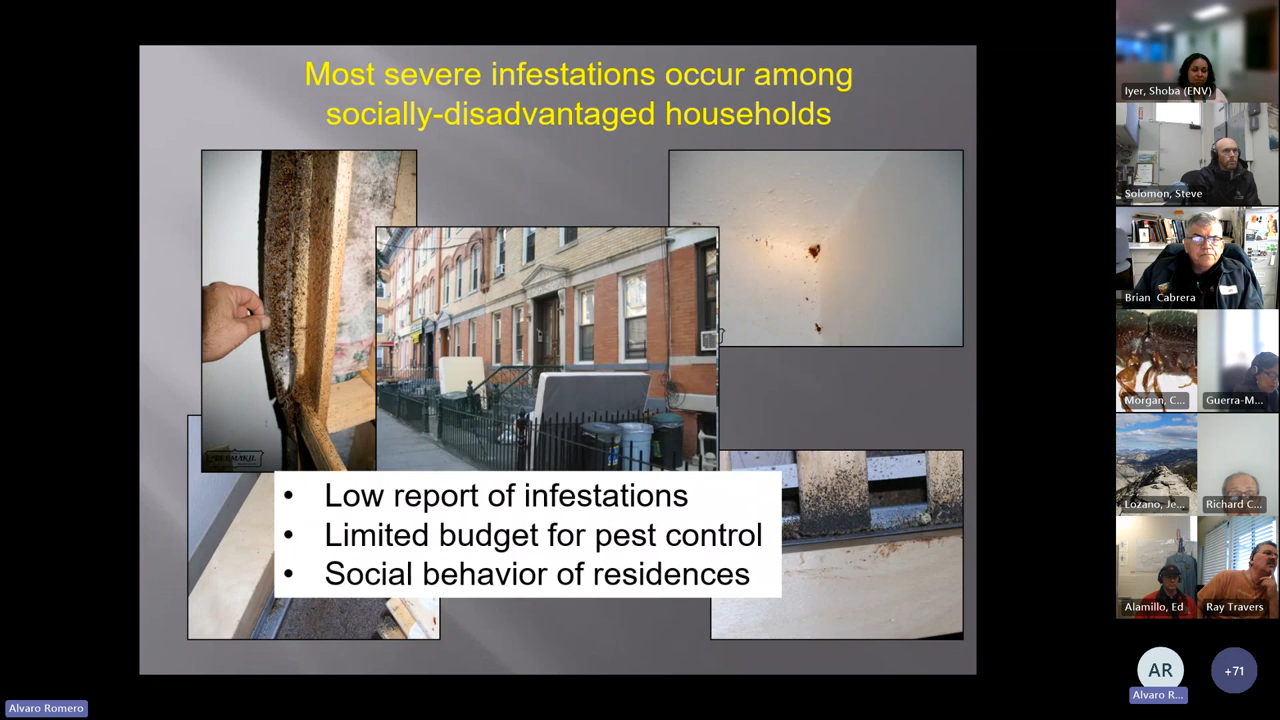 Most severe infestations occur among
socially-disadvantaged households
• Low report of infestations
• Limited budget for pest control
• Social behavior of residences
Iyer, Shoba (ENV)
Solomon, Steve
Brian Cabrera
Morgan, C...
Guerra-M...
Lozano, Je...
Richard C...
Alamillo, Ed
Ray Travers
AR
+71
Alvaro R...
Alvaro Romero